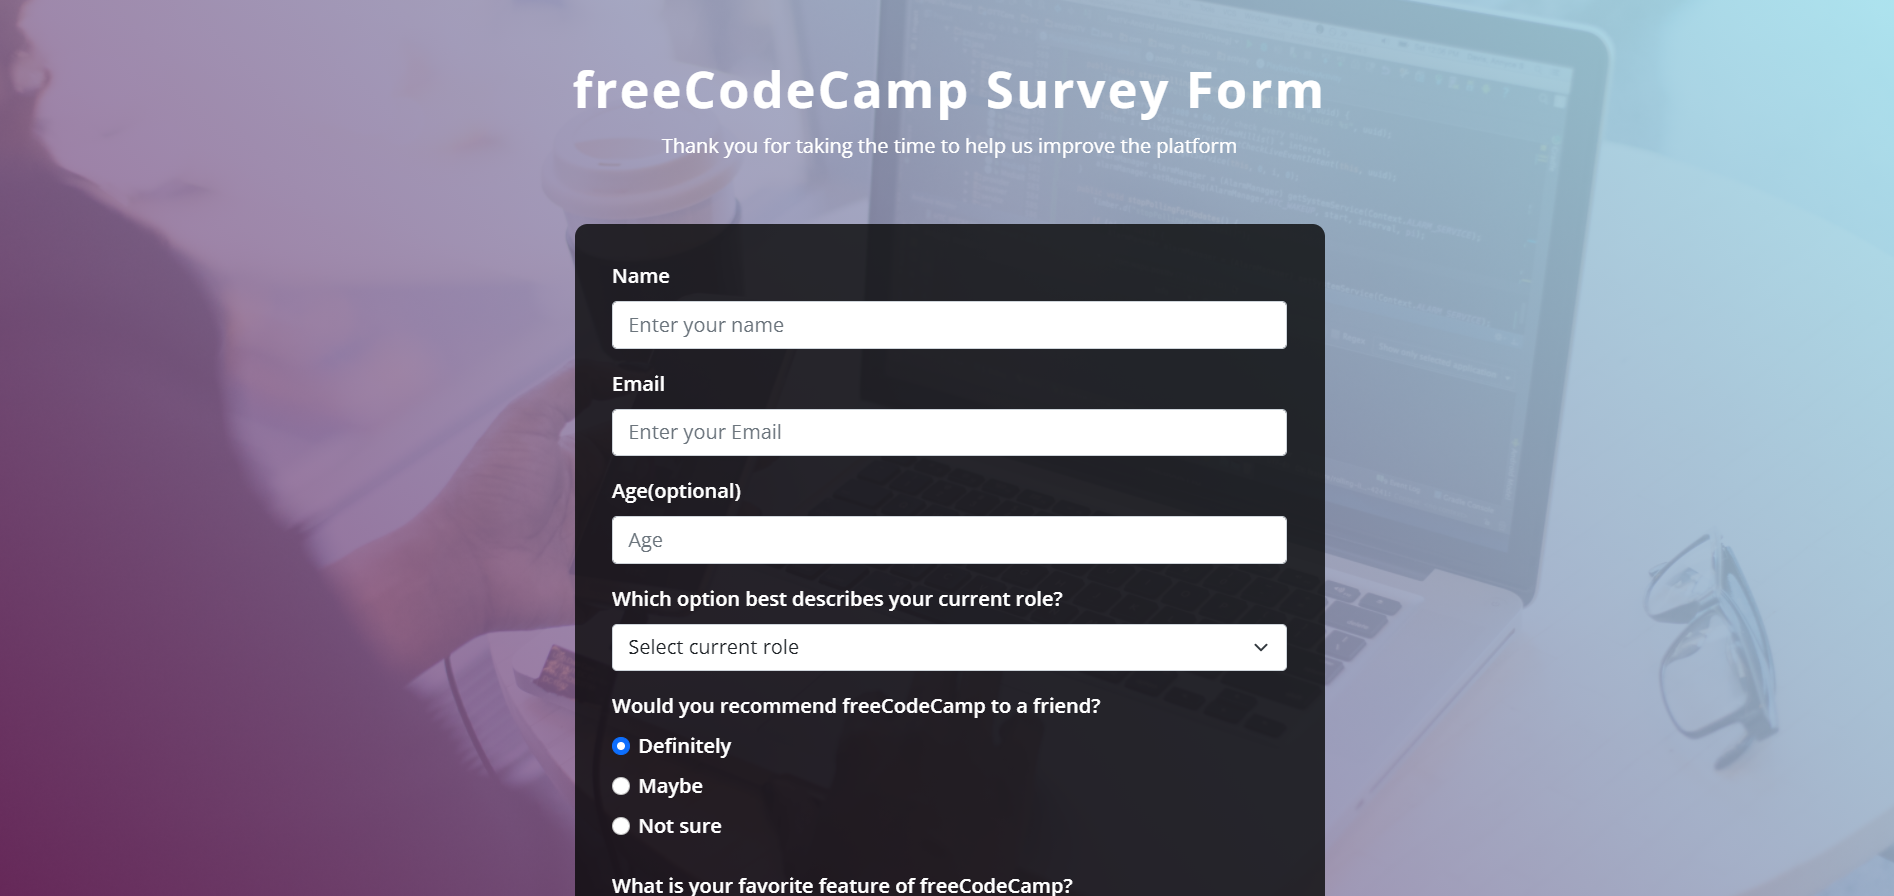 freeCodeCamp Survey Form
Thank you for taking the time to help us improve the platform
Name
Enter your name
Email
Enter your Email
Age(optional)
Age
Which option best describes your current role?
Select current role
Would you recommend freeCodeCamp to a friend?
Definitely
Maybe
Not sure
What is your favorite feature of freeCodeCamp?